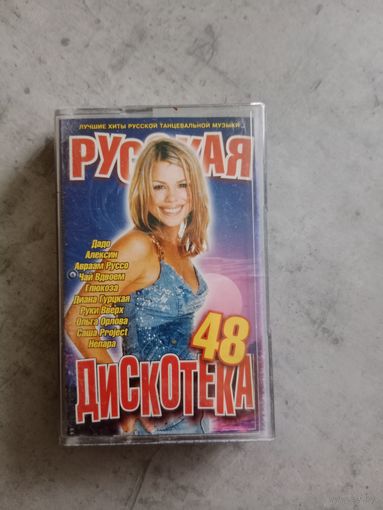 ЛУЧШИЕ ХИТЫ РУССКОЙ ТАНЦЕВАЛЬНОЙ МУЗЫКИ...
РУССКАЯ
Дадо
Алексин
Авраам Руссо
Чай Вдвоем
Глюкоза
Диана Гурцкая
Руки Вверх
Ольга Орлова
Саша Project
Непара
48
ДИСКОТЕКА